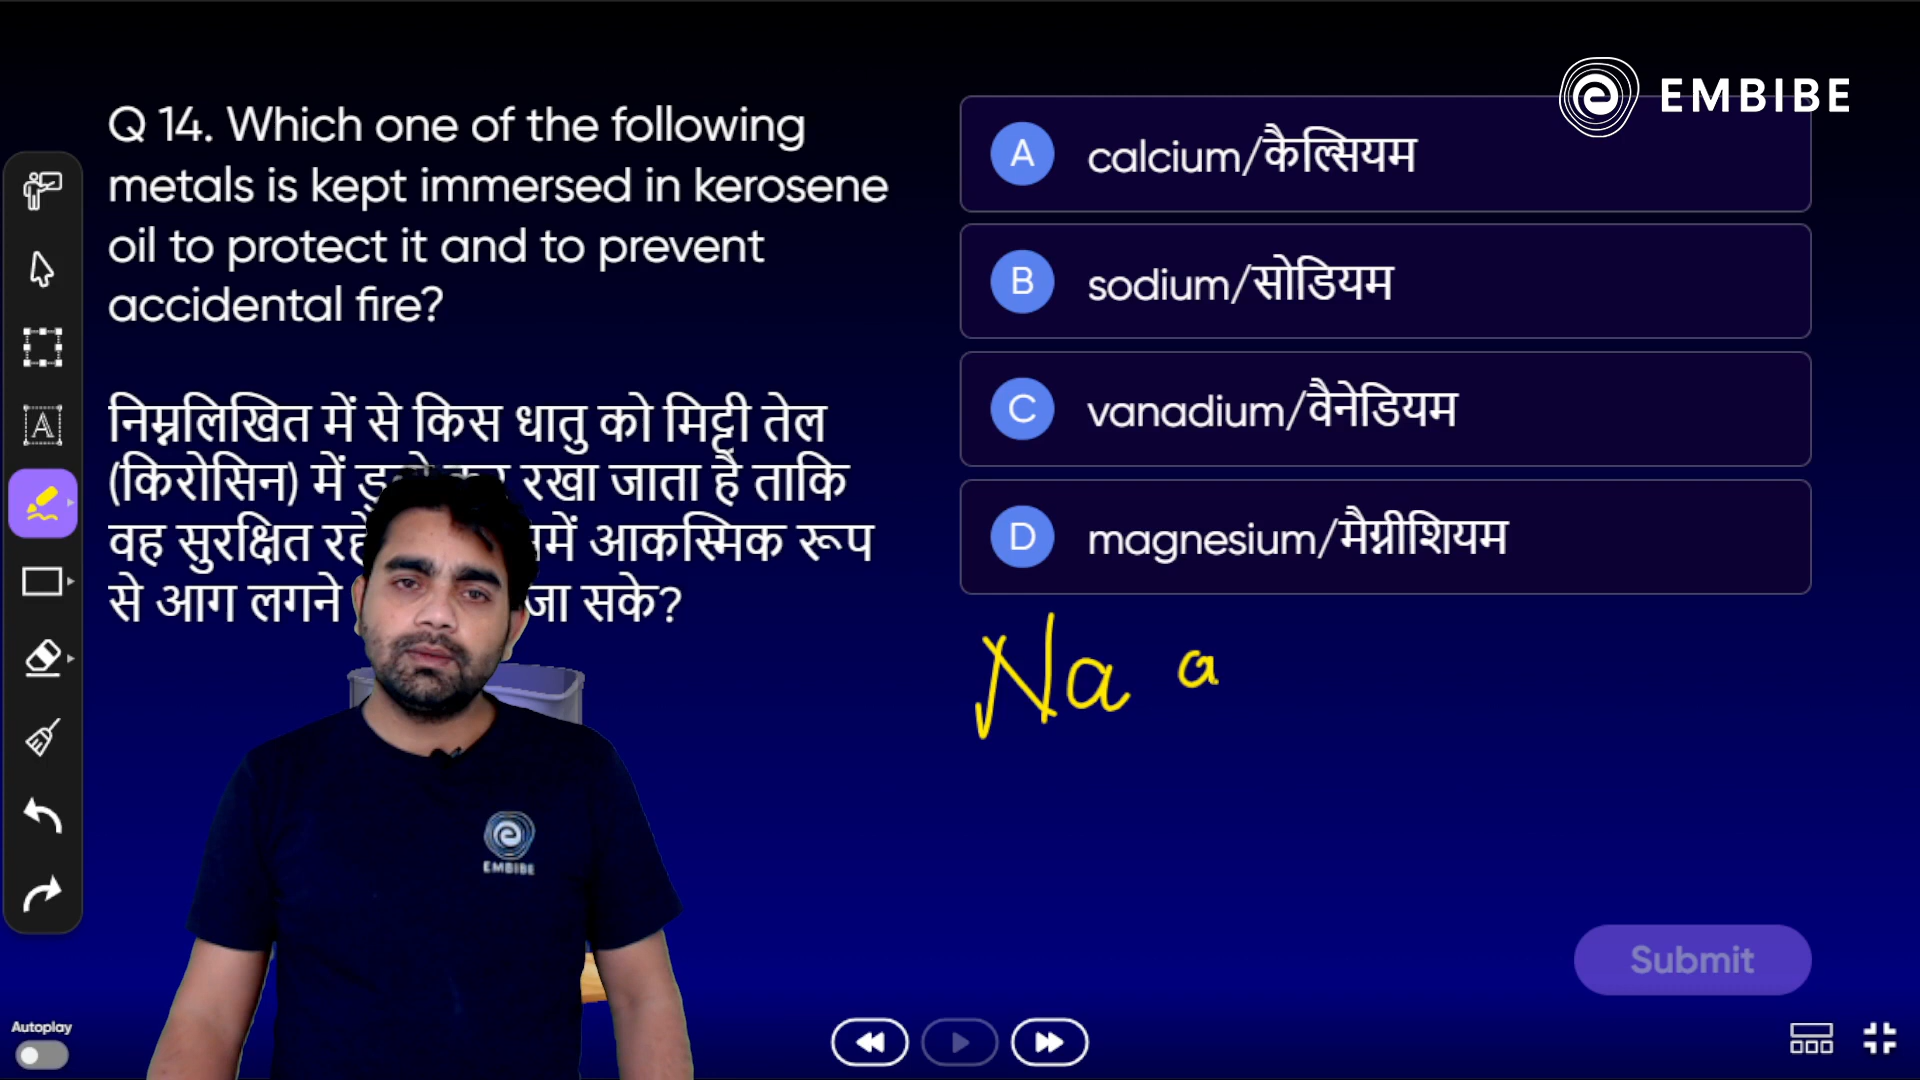 EMBIBE
Q 14. Which one of the following
metals is kept immersed in kerosene
oil to protect it and to prevent
accidental fire?
निम्नलिखित में से किस धातु को मिट्टी तेल
(किरोसिन) में रखा जाता है ताकि
वह सुरक्षित आकस्मिक रूप
से आग लगने जा सके?
A calcium/कैल्सियम
B sodium/सोडियम
C vanadium/वैनेडियम
D magnesium/मैग्नीशियम
Na a
EMBIBE
Submit
Autoplay
A